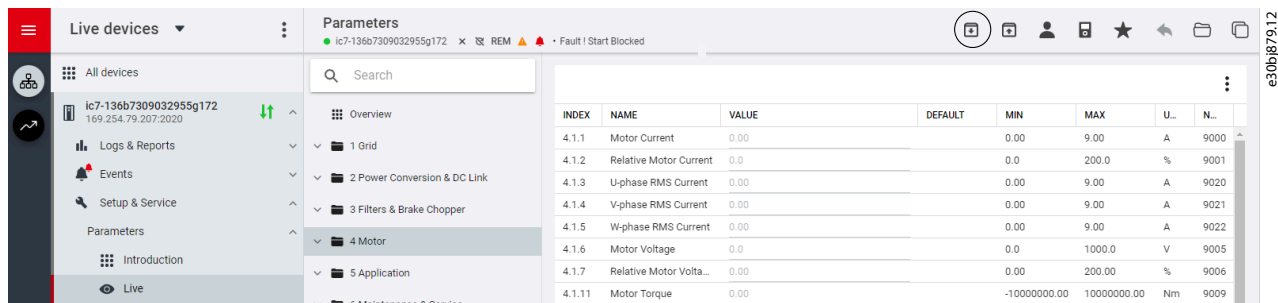 Live devices
All devices
ic7-136b7309032955g172
169.254.79.207:2020
Logs & Reports
Events
Setup & Service
Parameters
Introduction
Live
Parameters
ic7-136b7309032955g172 REM • Fault ! Start Blocked
Search
Overview
1 Grid
2 Power Conversion & DC Link
3 Filters & Brake Chopper
4 Motor
5 Application
INDEX NAME VALUE DEFAULT MIN MAX U... N...
4.1.1 Motor Current 0.00 0.00 9.00 A 9000
4.1.2 Relative Motor Current 0.0 0.0 200.0 % 9001
4.1.3 U-phase RMS Current 0.00 0.00 9.00 A 9020
4.1.4 V-phase RMS Current 0.00 0.00 9.00 A 9021
4.1.5 W-phase RMS Current 0.00 0.00 9.00 A 9022
4.1.6 Motor Voltage 0.0 0.0 1000.0 V 9005
4.1.7 Relative Motor Volta... 0.00 0.00 200.00 % 9006
4.1.11 Motor Torque 0.00 -10000000.00 10000000.00 Nm 9009
e30bj879.12